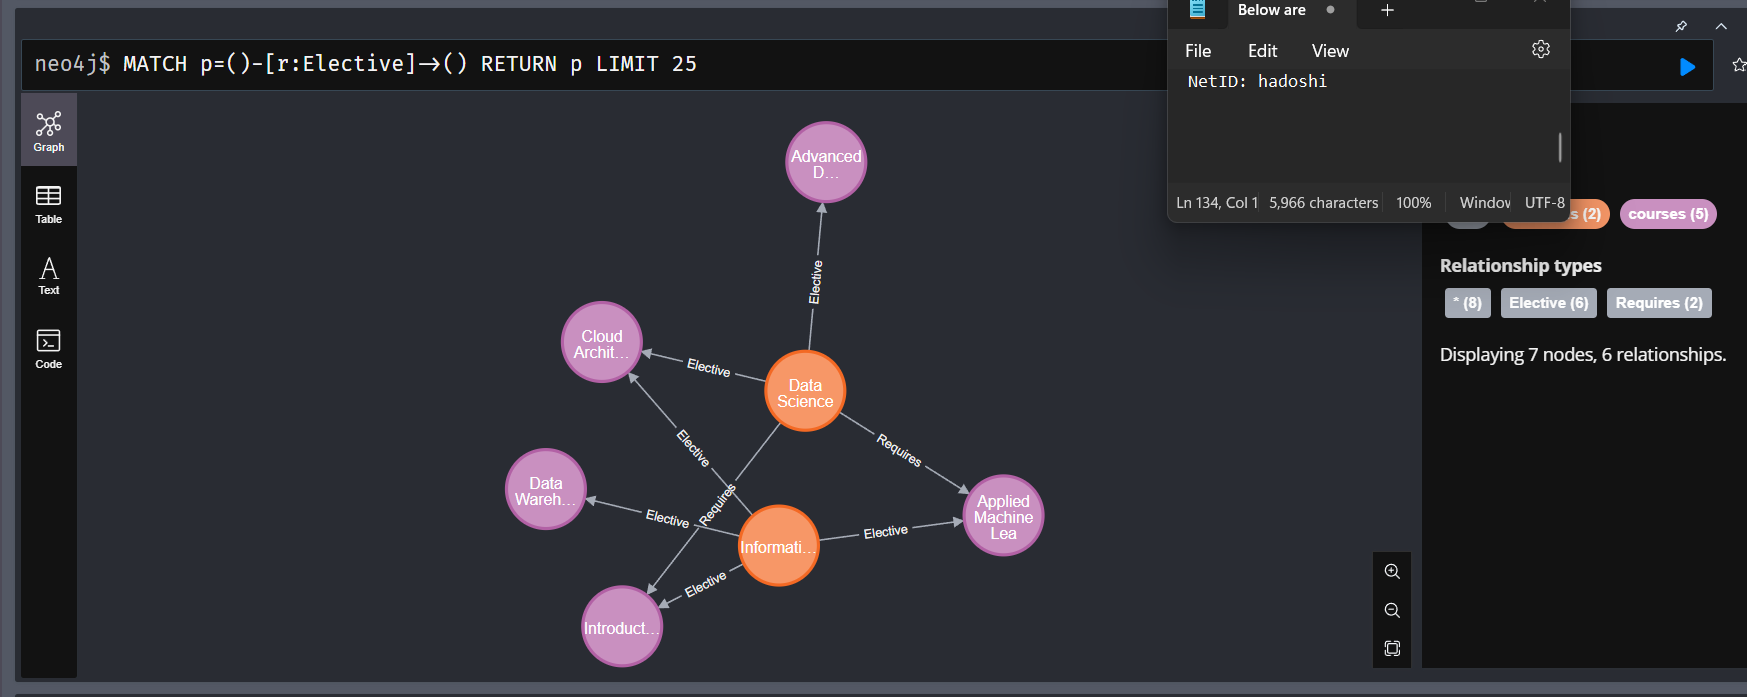 Below are
File Edit View
NetID: hadoshi
Ln 134, Col 1 5,966 characters 100% Window UTF-8
neo4j$ MATCH p=()-[r:Elective]→() RETURN p LIMIT 25
Graph
Table
Text
Code
Advanced
D...
Elective
Cloud
Archit...
Elective
Data
Science
Elective
Requires
Data
Wareh...
Elective
Requires
Informati...
Elective
Applied
Machine
Lea
Elective
Introduct...
s (2)
courses (5)
Relationship types
* (8) Elective (6) Requires (2)
Displaying 7 nodes, 6 relationships.